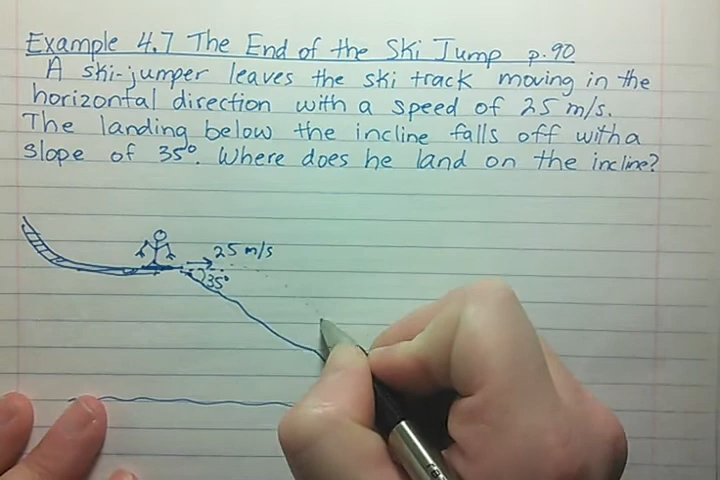 Example 4.7 The End of the Ski Jump p.90
A ski-jumper leaves the ski track moving in the
horizontal direction with a speed of 25 m/s.
The landing below the incline falls off with a
slope of 35°. Where does he land on the incline?
25 m/s
35°